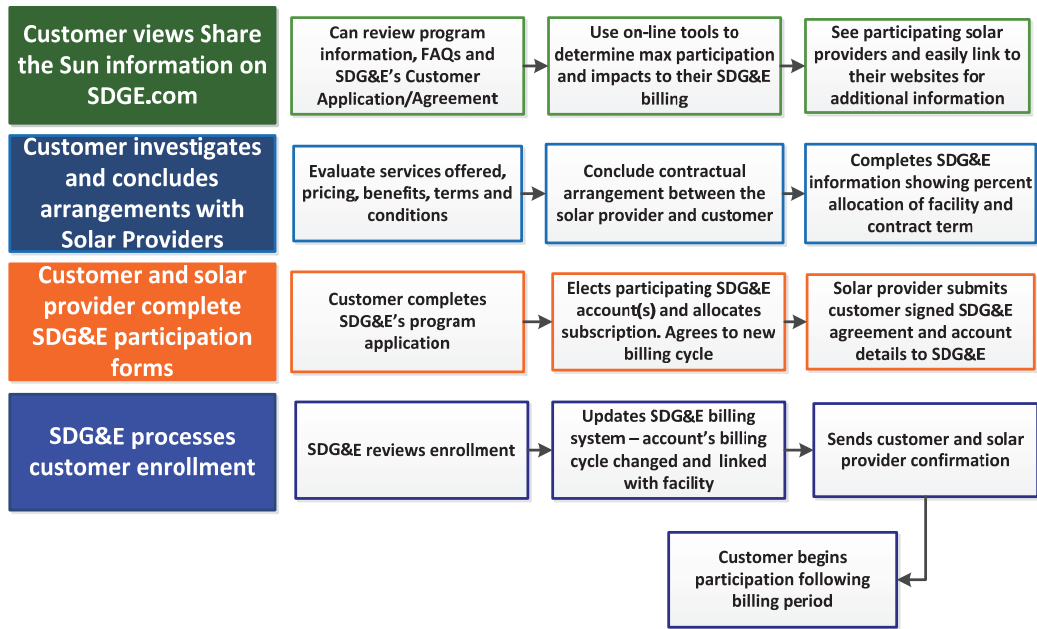 Customer views Share
the Sun information on
SDGE.com
Can review program
information, FAQs and
SDG&E's Customer
Application/Agreement
Use on-line tools to
determine max participation
and impacts to their SDG&E
billing
See participating solar
providers and easily link to
their websites for
additional information
Customer investigates
and concludes
arrangements with
Solar Providers
Evaluate services offered,
pricing, benefits, terms and
conditions
Conclude contractual
arrangement between the
solar provider and customer
Completes SDG&E
information showing percent
allocation of facility and
contract term
Customer and solar
provider complete
SDG&E participation
forms
Customer completes
SDG&E's program
application
Elects participating SDG&E
account(s) and allocates
subscription. Agrees to new
billing cycle
Solar provider submits
customer signed SDG&E
agreement and account
details to SDG&E
SDG&E processes
customer enrollment
SDG&E reviews enrollment
Updates SDG&E billing
system – account's billing
cycle changed and linked
with facility
Sends customer and solar
provider confirmation
Customer begins
participation following
billing period